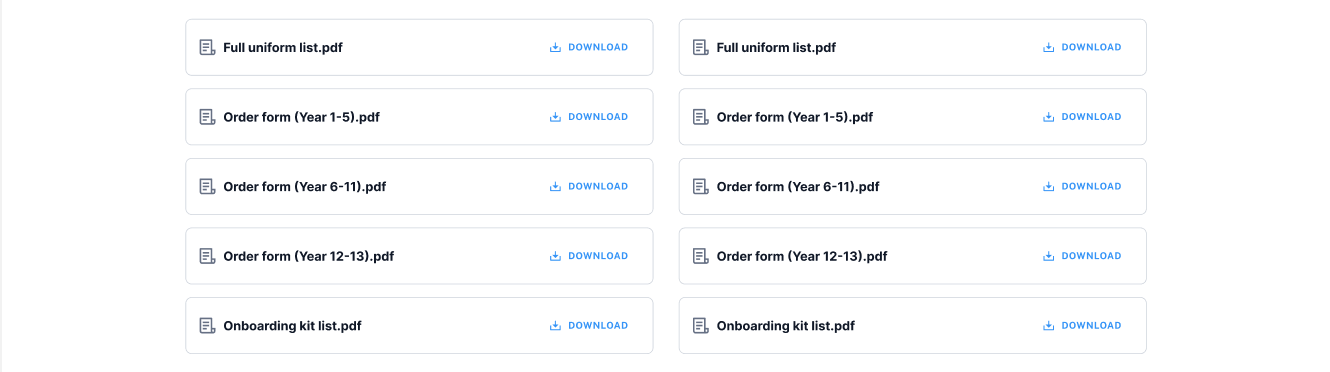 Full uniform list.pdf DOWNLOAD Full uniform list.pdf DOWNLOAD
Order form (Year 1-5).pdf DOWNLOAD Order form (Year 1-5).pdf DOWNLOAD
Order form (Year 6-11).pdf DOWNLOAD Order form (Year 6-11).pdf DOWNLOAD
Order form (Year 12-13).pdf DOWNLOAD Order form (Year 12-13).pdf DOWNLOAD
Onboarding kit list.pdf DOWNLOAD Onboarding kit list.pdf DOWNLOAD